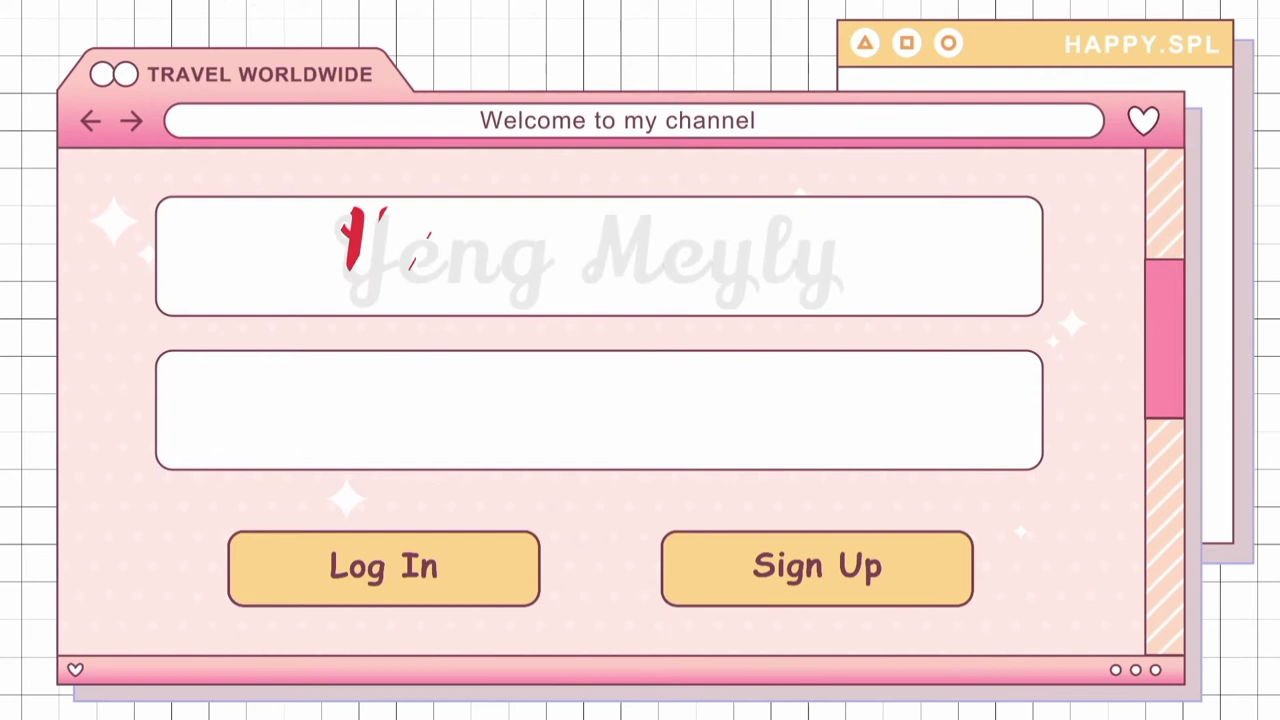 HAPPY.SPL
TRAVEL WORLDWIDE
Welcome to my channel
Yeng Meyly
Log In
Sign Up